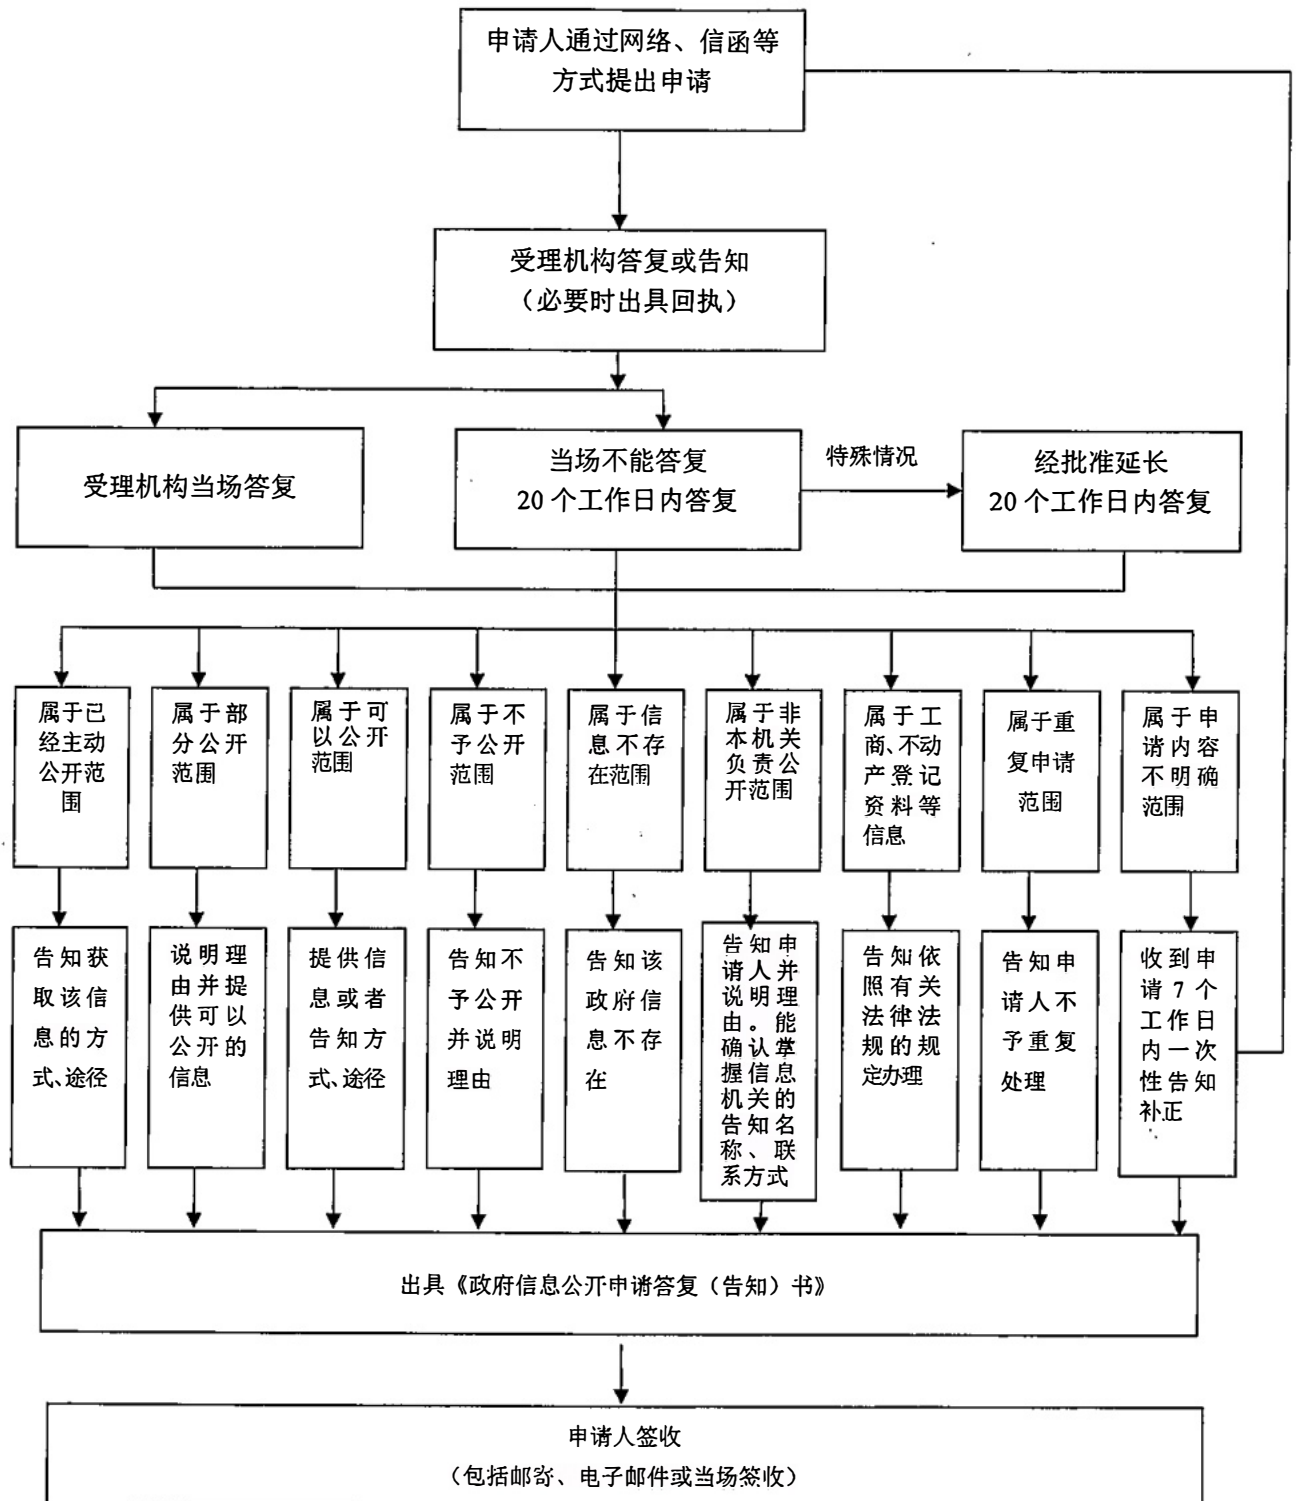 申请人通过网络、信函等
方式提出申请
受理机构答复或告知
（必要时出具回执）
受理机构当场答复
当场不能答复
20 个工作日内答复
特殊情况
经批准延长
20 个工作日内答复
属于已
经主动
公开范
围
属于部
分公开
范围
属于可
以公开
范围
属于不
予公开
范围
属于信
息不存
在范围
属于非
本机关
负责公
开范围
属于工
商、不动
产登记
资料等
信息
属于重
复申请
范围
属于申
请内容
不明确
范围
告知获
取该信
息的方
式、途径
说明理
由并提
供可以
公开的
信息
提供信
息或者
告知方
式、途径
告知不
予公开
并说明
理由
告知该
政府信
息不存
在
告知申
请人并
说明理
由。能
确认掌
握信息
机关的
告知名
称、联
系方式
告知依
照有关
法律法
规的规
定办理
告知申
请人不
予重复
处理
收到申
请 7 个
工作日
内一次
性告知
补正
出具《政府信息公开申请答复（告知）书》
申请人签收
（包括邮寄、电子邮件或当场签收）